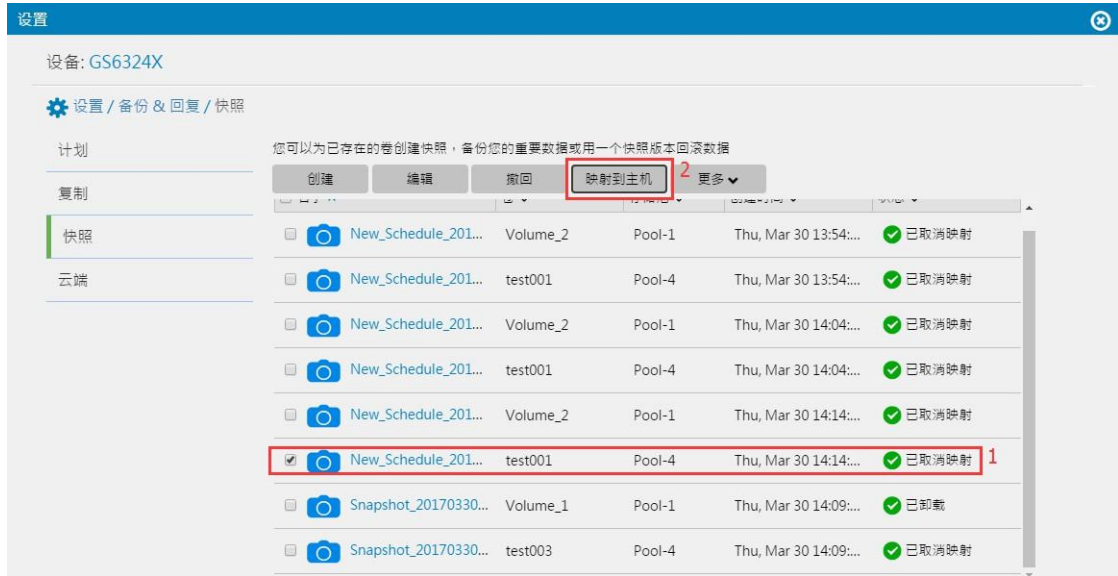 设置
设备: GS6324X
设置 / 备份 & 回复 / 快照
计划
复制
快照
云端
您可以为已存在的卷创建快照，备份您的重要数据或用一个快照版本回滚数据
创建 编辑 撤回 映射到主机 2 更多
New_Schedule_201... Volume_2 Pool-1 Thu, Mar 30 13:54:... 已取消映射
New_Schedule_201... test001 Pool-4 Thu, Mar 30 13:54:... 已取消映射
New_Schedule_201... Volume_2 Pool-1 Thu, Mar 30 14:04:... 已取消映射
New_Schedule_201... test001 Pool-4 Thu, Mar 30 14:04:... 已取消映射
New_Schedule_201... Volume_2 Pool-1 Thu, Mar 30 14:14:... 已取消映射
New_Schedule_201... test001 Pool-4 Thu, Mar 30 14:14:... 已取消映射 1
Snapshot_20170330... Volume_1 Pool-1 Thu, Mar 30 14:09:... 已卸载
Snapshot_20170330... test003 Pool-4 Thu, Mar 30 14:09:... 已取消映射